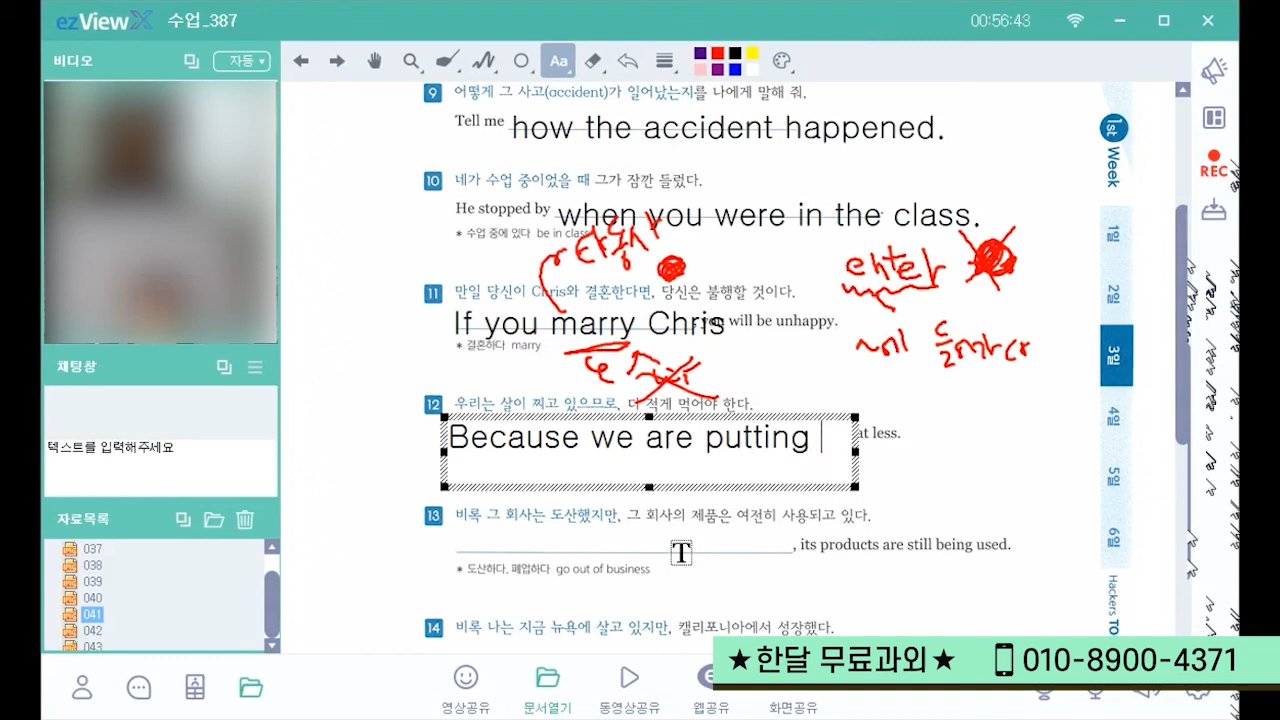 ezViewX 수업_387 00:56:43
비디오 자동
Aa
REC
채팅창
텍스트를 입력해주세요
자료목록
037
038
039
040
041
042
043
9 어떻게 그 사고(accident)가 일어났는지를 나에게 말해 줘.
Tell me how the accident happened.
10 네가 수업 중이었을 때 그가 잠깐 들렀다.
He stopped by when you were in the class.
* 수업 중에 있다 be in class
타동사
11 만일 당신이 Chris와 결혼한다면, 당신은 불행할 것이다.
If you marry Chris, you will be unhappy.
* 결혼하다 marry
~에 들어가다
12 우리는 살이 찌고 있으므로, 더 적게 먹어야 한다.
Because we are putting at less.
13 비록 그 회사는 도산했지만, 그 회사의 제품은 여전히 사용되고 있다.
, its products are still being used.
* 도산하다, 폐업하다 go out of business
14 비록 나는 지금 뉴욕에 살고 있지만, 캘리포니아에서 성장했다.
1st Week
1일
2일
3일
4일
5일
6일
Hackers TO
영상공유 문서열기 동영상공유 웹공유 화면공유
★한달 무료과외★ 010-8900-4371